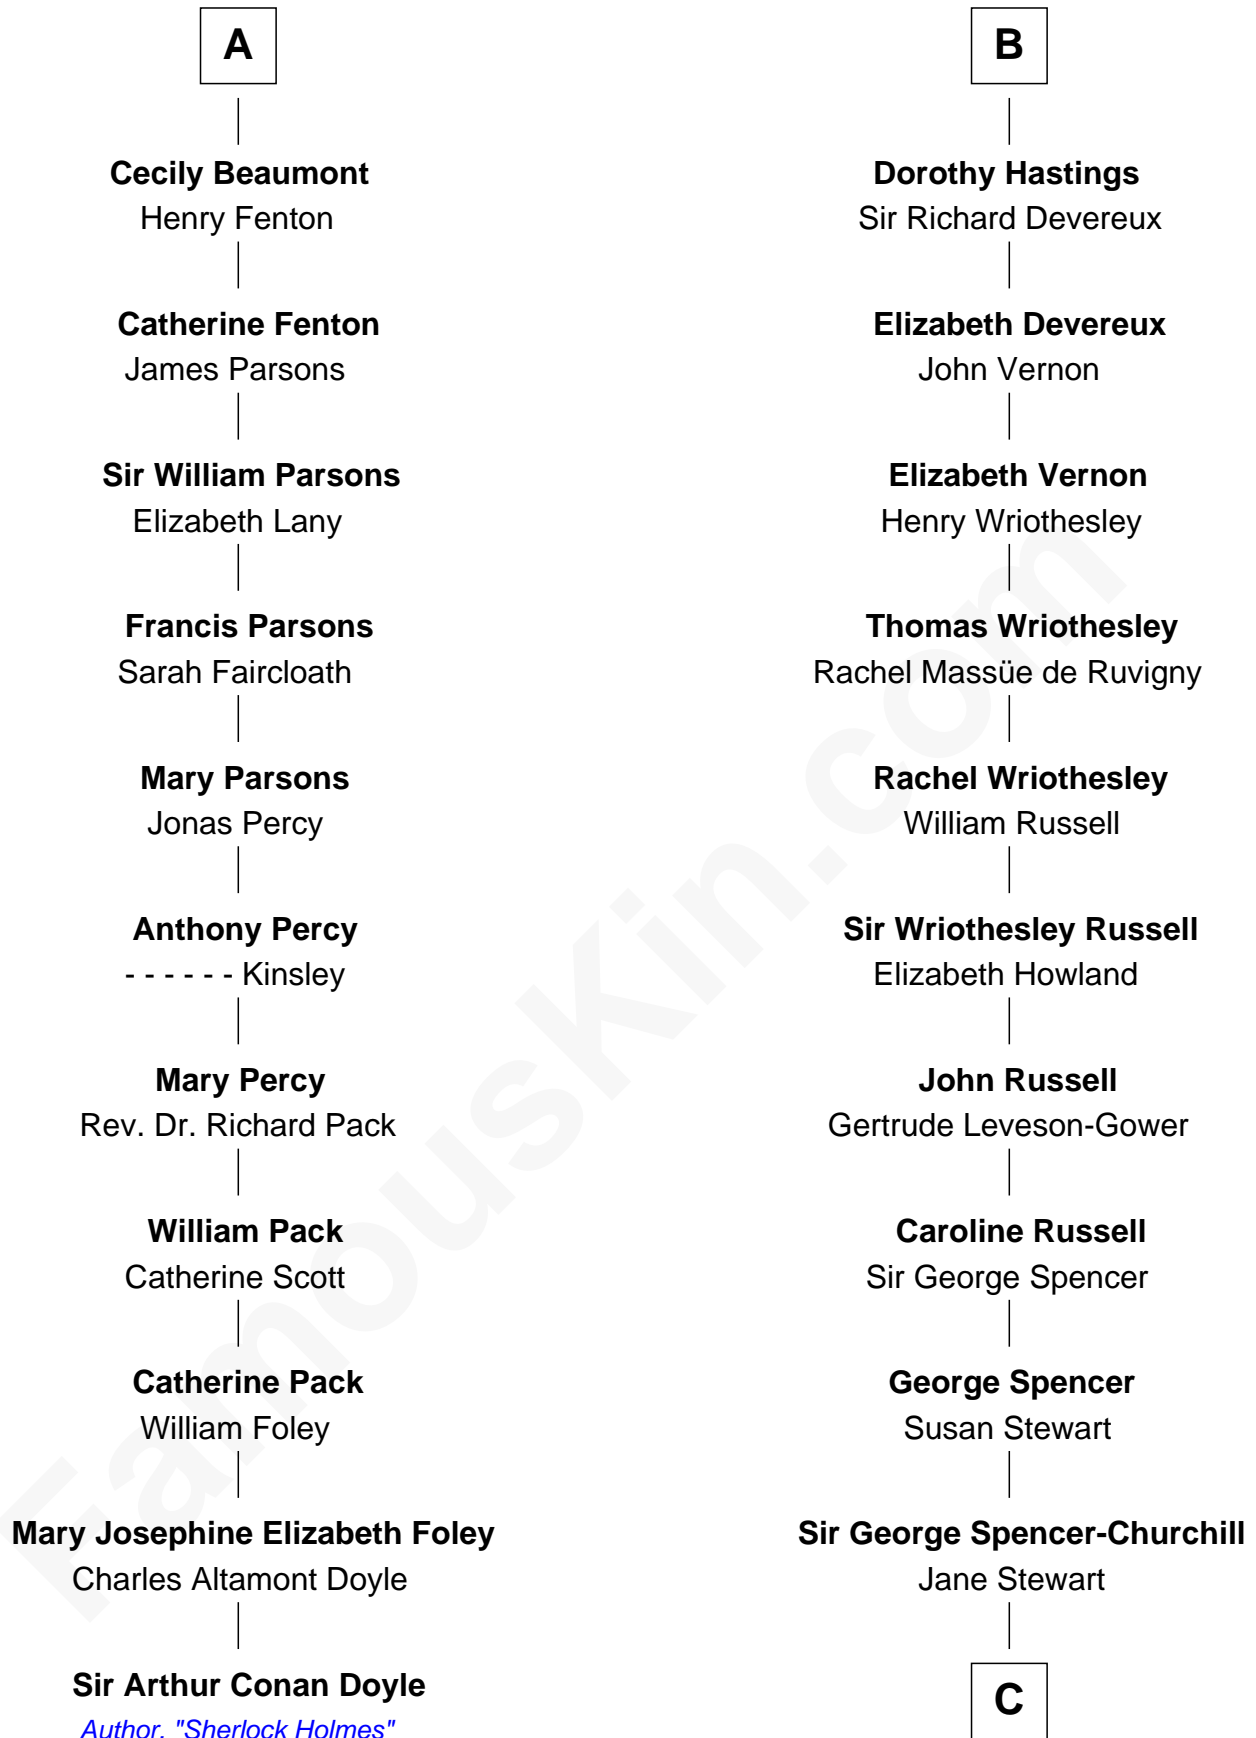 A
Cecily Beaumont
Henry Fenton
Catherine Fenton
James Parsons
Sir William Parsons
Elizabeth Lany
Francis Parsons
Sarah Faircloath
Mary Parsons
Jonas Percy
Anthony Percy
- - - - - - Kinsley
Mary Percy
Rev. Dr. Richard Pack
William Pack
Catherine Scott
Catherine Pack
William Foley
Mary Josephine Elizabeth Foley
Charles Altamont Doyle
Sir Arthur Conan Doyle
Author, "Sherlock Holmes"
B
Dorothy Hastings
Sir Richard Devereux
Elizabeth Devereux
John Vernon
Elizabeth Vernon
Henry Wriothesley
Thomas Wriothesley
Rachel Massüe de Ruvigny
Rachel Wriothesley
William Russell
Sir Wriothesley Russell
Elizabeth Howland
John Russell
Gertrude Leveson-Gower
Caroline Russell
Sir George Spencer
George Spencer
Susan Stewart
Sir George Spencer-Churchill
Jane Stewart
C
FamousKin.com